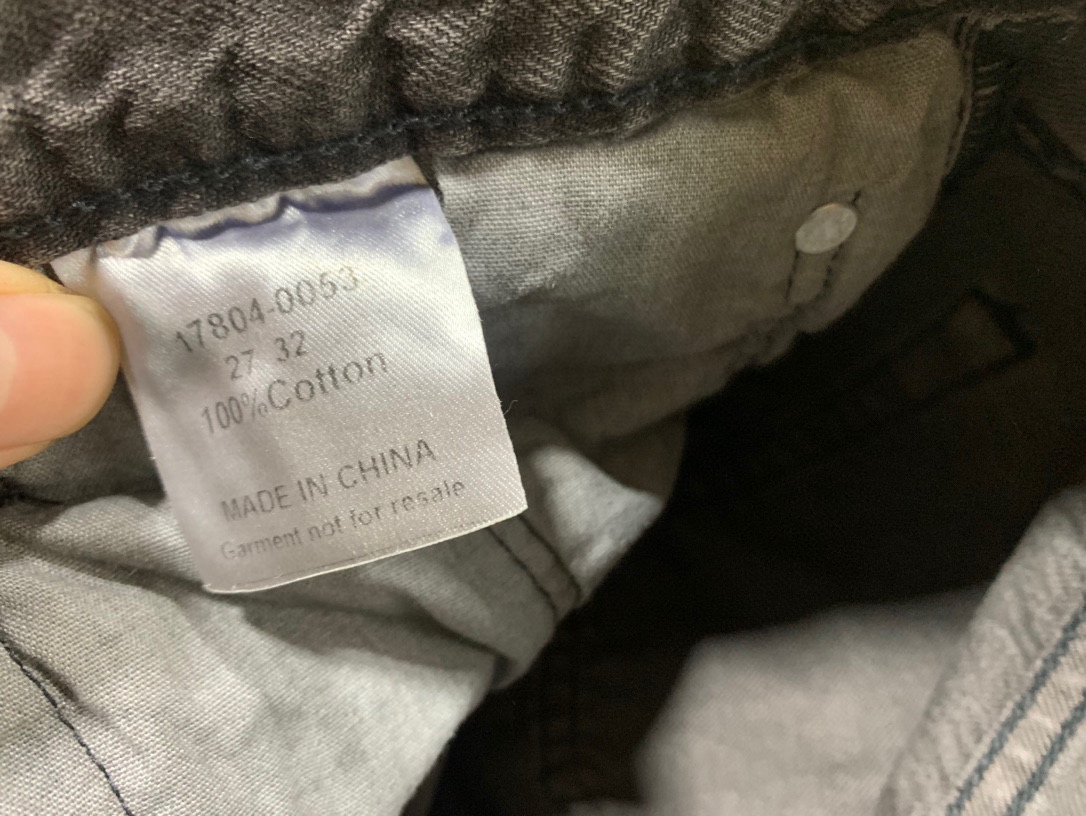 17804-0053
27 32
100%Cotton
MADE IN CHINA
Garment not for resale